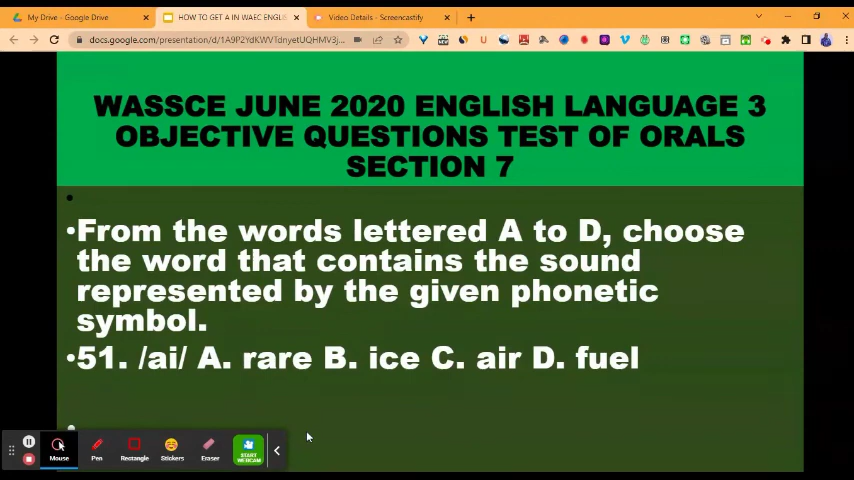 My Drive - Google Drive
HOW TO GET A IN WAEC ENGLIS
Video Details - Screencastify
docs.google.com/presentation/d/1A9P2YdKWVTdnyetUQHMV3j...
WASSCE JUNE 2020 ENGLISH LANGUAGE 3
OBJECTIVE QUESTIONS TEST OF ORALS
SECTION 7
•From the words lettered A to D, choose
the word that contains the sound
represented by the given phonetic
symbol.
•51. /ai/ A. rare B. ice C. air D. fuel
Mouse
Pen
Rectangle
Stickers
Eraser
START
WEBCAM